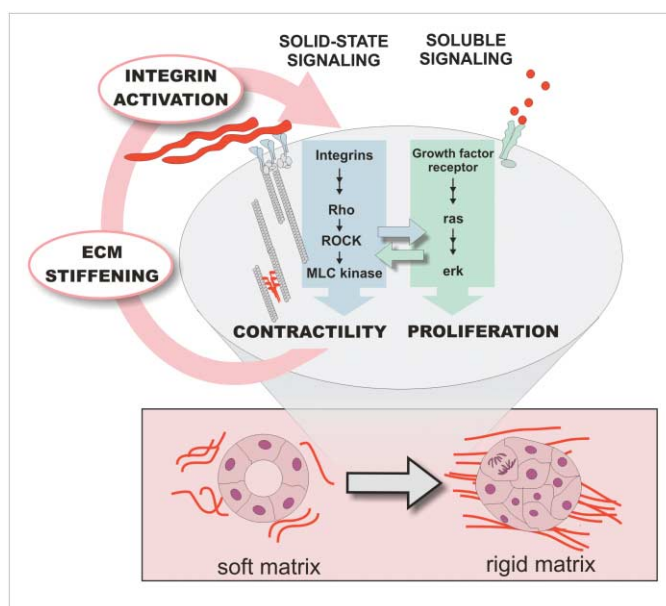 SOLID-STATE
SIGNALING
SOLUBLE
SIGNALING
INTEGRIN
ACTIVATION
ECM
STIFFENING
Integrins
Rho
ROCK
MLC kinase
CONTRACTILITY
Growth factor
receptor
ras
erk
PROLIFERATION
soft matrix
rigid matrix